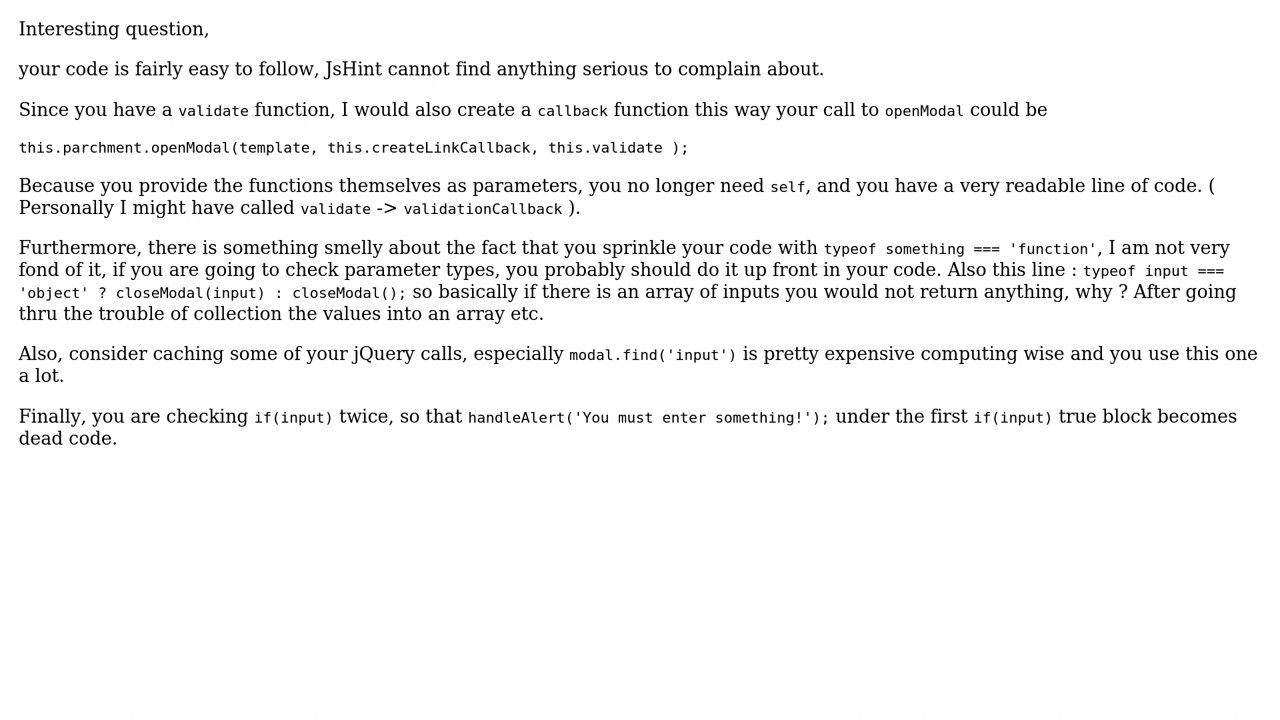 Interesting question,
your code is fairly easy to follow, JsHint cannot find anything serious to complain about.
Since you have a validate function, I would also create a callback function this way your call to openModal could be
this.parchment.openModal(template, this.createLinkCallback, this.validate );
Because you provide the functions themselves as parameters, you no longer need self, and you have a very readable line of code. (
Personally I might have called validate -> validationCallback ).
Furthermore, there is something smelly about the fact that you sprinkle your code with typeof something === 'function', I am not very
fond of it, if you are going to check parameter types, you probably should do it up front in your code. Also this line : typeof input ===
'object' ? closeModal(input) : closeModal(); so basically if there is an array of inputs you would not return anything, why ? After going
thru the trouble of collection the values into an array etc.
Also, consider caching some of your jQuery calls, especially modal.find('input') is pretty expensive computing wise and you use this one
a lot.
Finally, you are checking if(input) twice, so that handleAlert('You must enter something!'); under the first if(input) true block becomes
dead code.